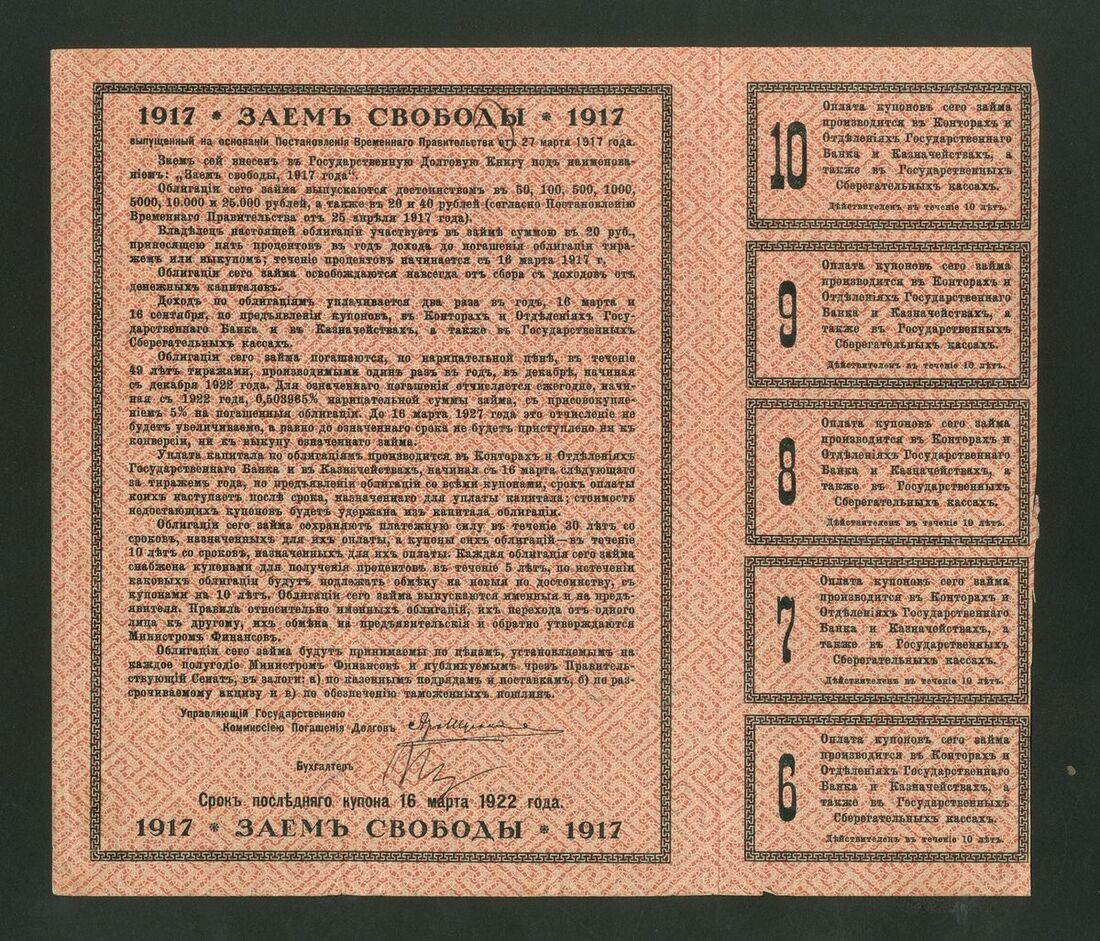 1917 * ЗАЕМЪ СВОБОДЫ * 1917
выпущенный на основаніи Постановленія Временнаго Правительства отъ 27 марта 1917 года.
Заемъ сей внесенъ въ Государственную Долговую Книгу подъ наименова-
ніемъ: „Заемъ свободы, 1917 года“.
Облигаціи сего займа выпускаются достоинствомъ въ 50, 100, 500, 1000,
5000, 10.000 и 25.000 рублей, а также въ 20 и 40 рублей (согласно Постановленію
Временнаго Правительства отъ 25 апрѣля 1917 года).
Владѣлецъ настоящей облигаціи участвуетъ въ займѣ суммою въ 20 руб.,
приносящею пять процентовъ въ годъ дохода до погашенія облигаціи тира-
жемъ или выкупомъ; теченіе процентовъ начинается съ 16 марта 1917 г.
Облигаціи сего займа освобождаются навсегда отъ сбора съ доходовъ отъ
денежныхъ капиталовъ.
Доходъ по облигаціямъ уплачивается два раза въ годъ, 16 марта и
16 сентября, по предъявленіи купоновъ, въ Конторахъ и Отдѣленіяхъ Госу-
дарственнаго Банка и въ Казначействахъ, а также въ Государственныхъ
Сберегательныхъ кассахъ.
Облигаціи сего займа погашаются, по нарицательной цѣнѣ, въ теченіе
49 лѣтъ тиражами, производимыми одинъ разъ въ годъ, въ декабрѣ, начиная
съ декабря 1922 года. Для означеннаго погашенія отчисляется ежегодно, начи-
ная съ 1922 года, 0,503965% нарицательной суммы займа, съ присовокупле-
ніемъ 5% на погашенныя облигаціи. До 16 марта 1927 года это отчисленіе не
будетъ увеличиваемо, а равно до означеннаго срока не будетъ приступлено ни къ
конверсіи, ни къ выкупу означеннаго займа.
Уплата капитала по облигаціямъ производится въ Конторахъ и Отдѣленіяхъ
Государственнаго Банка и въ Казначействахъ, начиная съ 16 марта слѣдующаго
за тиражемъ года, по предъявленіи облигаціи со всѣми купонами, срокъ оплаты
коихъ наступаетъ послѣ срока, назначеннаго для уплаты капитала; стоимость
недостающихъ купоновъ будетъ удержана изъ капитала облигаціи.
Облигаціи сего займа сохраняютъ платежную силу въ теченіе 30 лѣтъ со
сроковъ, назначенныхъ для ихъ оплаты, а купоны сихъ облигацій—въ теченіе
10 лѣтъ со сроковъ, назначенныхъ для ихъ оплаты. Каждая облигація сего займа
снабжена купонами для полученія процентовъ въ теченіе 5 лѣтъ, по истеченіи
каковыхъ облигаціи будутъ подлежать обмѣну на новыя по достоинству, съ
купонами на 10 лѣтъ. Облигаціи сего займа выпускаются именныя и на предъ-
явителя. Правила относительно именныхъ облигацій, ихъ перехода отъ одного
лица къ другому, ихъ обмѣна на предъявительскія и обратно утверждаются
Министромъ Финансовъ.
Облигаціи сего займа будутъ принимаемы по цѣнамъ, установляемымъ на
каждое полугодіе Министромъ Финансовъ и публикуемымъ чрезъ Правитель-
ствующій Сенатъ, въ залоги: а) по казеннымъ подрядамъ и поставкамъ, б) по раз-
срочиваемому акцизу и в) по обезпеченію таможенныхъ пошлинъ.
Управляющій Государственною
Комиссіею Погашенія Долговъ
Бухгалтеръ
Срокъ послѣдняго купона 16 марта 1922 года.
1917 * ЗАЕМЪ СВОБОДЫ * 1917
10
Оплата купоновъ сего займа
производится въ Конторахъ и
Отдѣленіяхъ Государственнаго
Банка и Казначействахъ, а
также въ Государственныхъ
Сберегательныхъ кассахъ.
Дѣйствителенъ въ теченіе 10 лѣтъ.
9
Оплата купоновъ сего займа
производится въ Конторахъ и
Отдѣленіяхъ Государственнаго
Банка и Казначействахъ, а
также въ Государственныхъ
Сберегательныхъ кассахъ.
Дѣйствителенъ въ теченіе 10 лѣтъ.
8
Оплата купоновъ сего займа
производится въ Конторахъ и
Отдѣленіяхъ Государственнаго
Банка и Казначействахъ, а
также въ Государственныхъ
Сберегательныхъ кассахъ.
Дѣйствителенъ въ теченіе 10 лѣтъ.
7
Оплата купоновъ сего займа
производится въ Конторахъ и
Отдѣленіяхъ Государственнаго
Банка и Казначействахъ, а
также въ Государственныхъ
Сберегательныхъ кассахъ.
Дѣйствителенъ въ теченіе 10 лѣтъ.
6
Оплата купоновъ сего займа
производится въ Конторахъ и
Отдѣленіяхъ Государственнаго
Банка и Казначействахъ, а
также въ Государственныхъ
Сберегательныхъ кассахъ.
Дѣйствителенъ въ теченіе 10 лѣтъ.